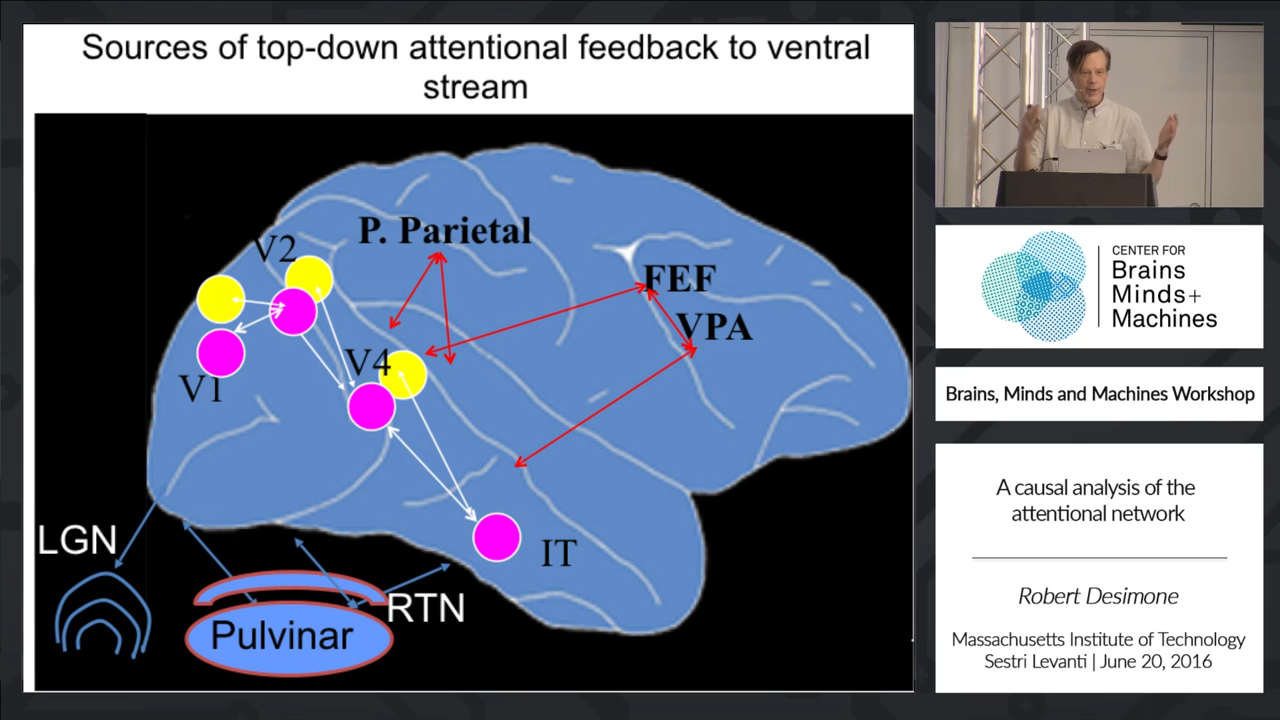 Sources of top-down attentional feedback to ventral
stream
P. Parietal
V2
FEF
VPA
V4
V1
IT
LGN
RTN
Pulvinar
CENTER FOR
Brains
Minds+
Machines
Brains, Minds and Machines Workshop
A causal analysis of the
attentional network
Robert Desimone
Massachusetts Institute of Technology
Sestri Levanti | June 20, 2016